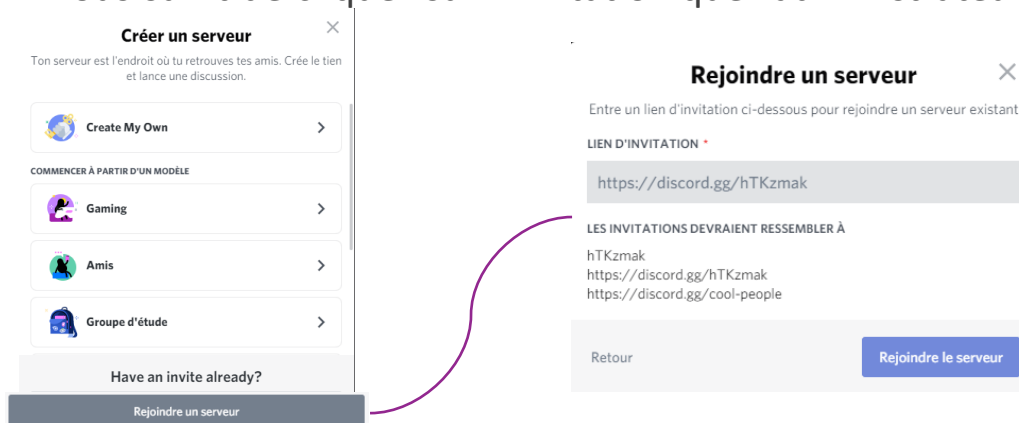 Créer un serveur
Ton serveur est l'endroit où tu retrouves tes amis. Crée le tien
et lance une discussion.
Create My Own
COMMENCER À PARTIR D'UN MODÈLE
Gaming
Amis
Groupe d'étude
Have an invite already?
Rejoindre un serveur
Rejoindre un serveur
Entre un lien d'invitation ci-dessous pour rejoindre un serveur existant
LIEN D'INVITATION *
https://discord.gg/hTKzmak
LES INVITATIONS DEVRAIENT RESSEMBLER À
hTKzmak
https://discord.gg/hTKzmak
https://discord.gg/cool-people
Retour
Rejoindre le serveur